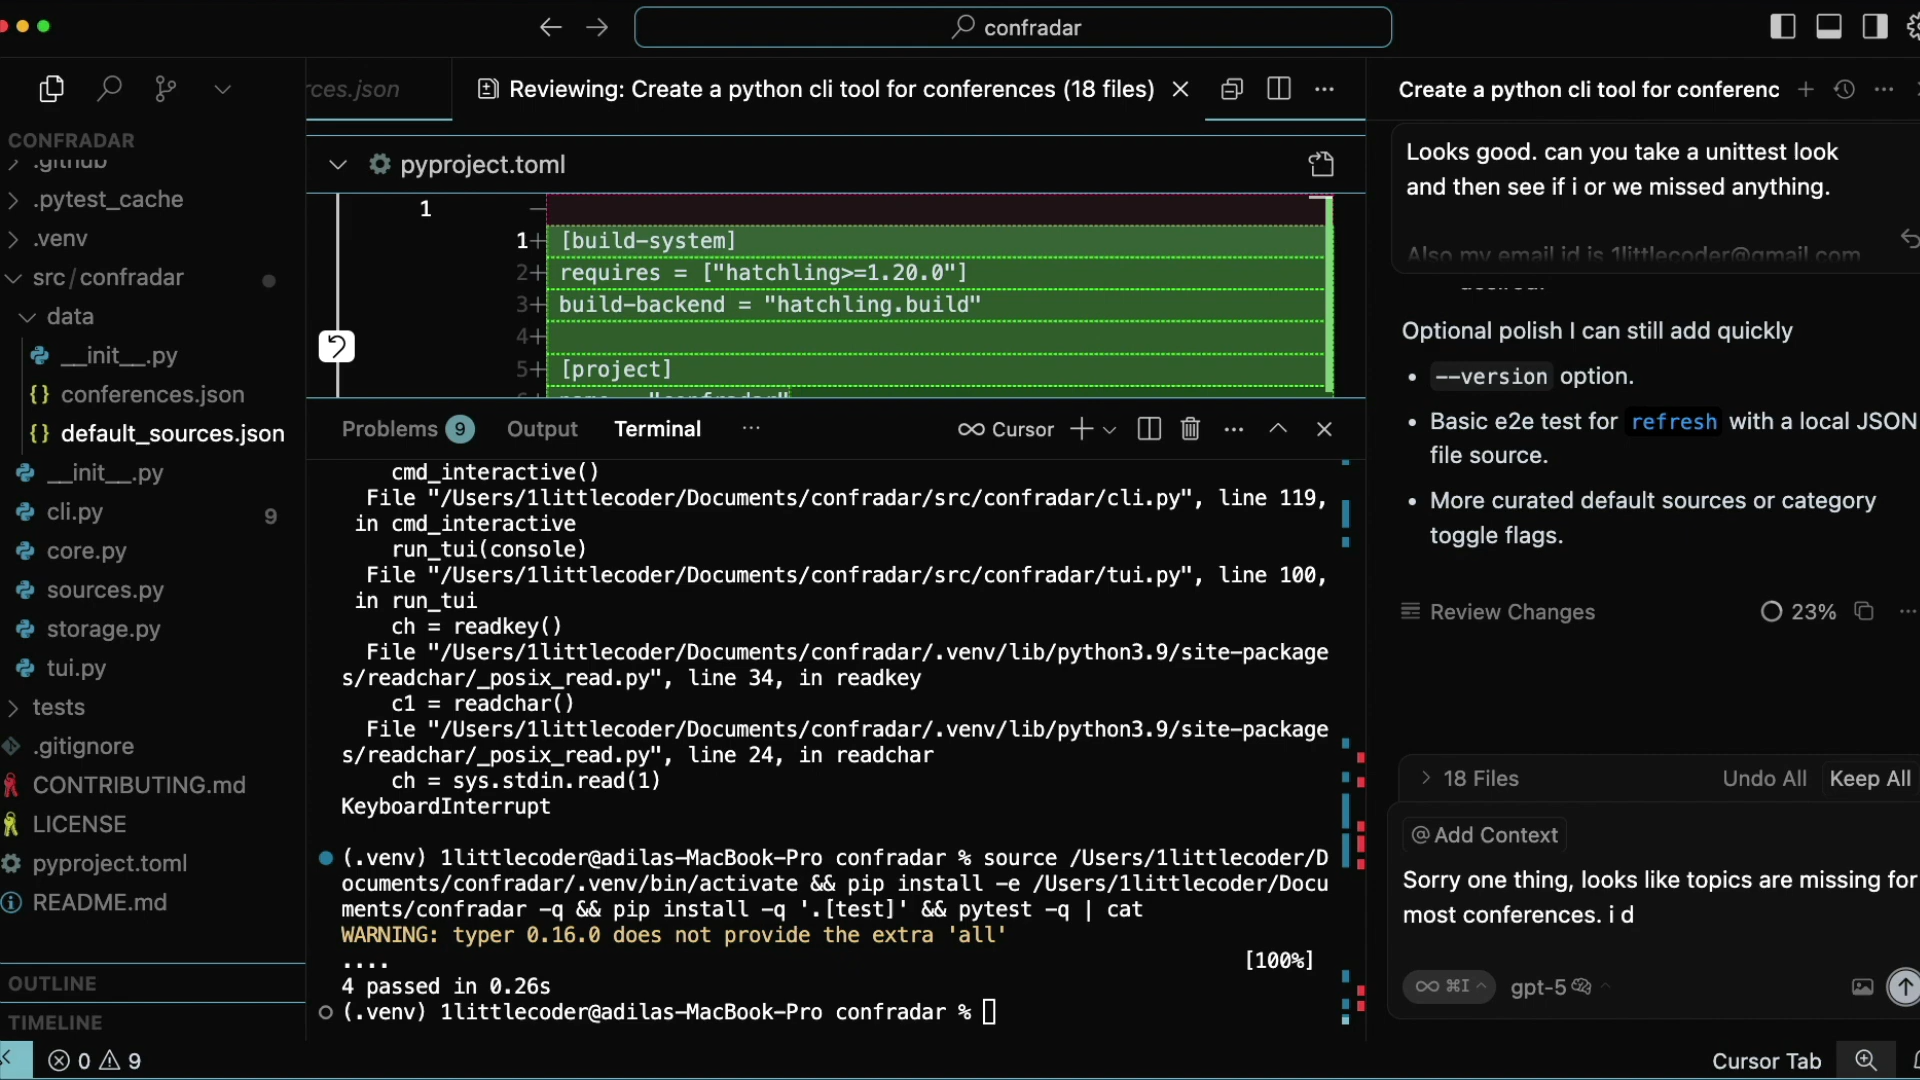 confradar
rces.json
Reviewing: Create a python cli tool for conferences (18 files)
Create a python cli tool for conferenc
CONFRADAR
.github
.pytest_cache
.venv
src/confradar
data
__init__.py
conferences.json
default_sources.json
__init__.py
cli.py
9
core.py
sources.py
storage.py
tui.py
tests
.gitignore
CONTRIBUTING.md
LICENSE
pyproject.toml
README.md
OUTLINE
TIMELINE
pyproject.toml
1
1+ [build-system]
2+ requires = ["hatchling>=1.20.0"]
3+ build-backend = "hatchling.build"
4+
5+ [project]
name = "confradar"
Problems 9 Output Terminal
Cursor
cmd_interactive()
File "/Users/1littlecoder/Documents/confradar/src/confradar/cli.py", line 119,
in cmd_interactive
run_tui(console)
File "/Users/1littlecoder/Documents/confradar/src/confradar/tui.py", line 100,
in run_tui
ch = readkey()
File "/Users/1littlecoder/Documents/confradar/.venv/lib/python3.9/site-package
s/readchar/_posix_read.py", line 34, in readkey
c1 = readchar()
File "/Users/1littlecoder/Documents/confradar/.venv/lib/python3.9/site-package
s/readchar/_posix_read.py", line 24, in readchar
ch = sys.stdin.read(1)
KeyboardInterrupt
(.venv) 1littlecoder@adilas-MacBook-Pro confradar % source /Users/1littlecoder/D
ocuments/confradar/.venv/bin/activate && pip install -e /Users/1littlecoder/Docu
ments/confradar -q && pip install -q '.[test]' && pytest -q | cat
WARNING: typer 0.16.0 does not provide the extra 'all'
.... [100%]
4 passed in 0.26s
(.venv) 1littlecoder@adilas-MacBook-Pro confradar %
Looks good. can you take a unittest look
and then see if i or we missed anything.
Also my email id is 1littlecoder@gmail.com
desired.
Optional polish I can still add quickly
• --version option.
• Basic e2e test for refresh with a local JSON
file source.
• More curated default sources or category
toggle flags.
Review Changes
23%
18 Files
Undo All
Keep All
@ Add Context
Sorry one thing, looks like topics are missing for
most conferences. i d
∞ ⌘I
gpt-5
0 9
Cursor Tab